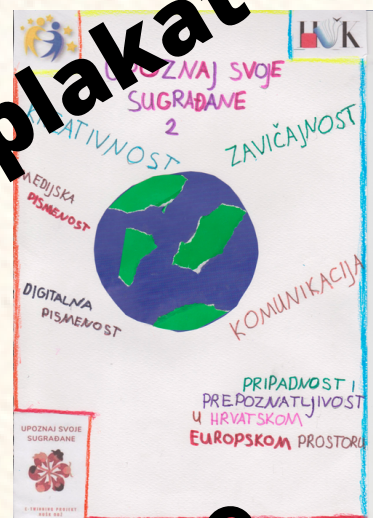 plakat
HUŠK
UPOZNAJ SVOJE
SUGRAĐANE
2
KREATIVNOST
ZAVIČAJNOST
MEDIJSKA
PISMENOST
DIGITALNA
PISMENOST
KOMUNIKACIJA
PRIPADNOST I
PREPOZNATLJIVOST
U HRVATSKOM
EUROPSKOM PROSTORU
UPOZNAJ SVOJE
SUGRAĐANE